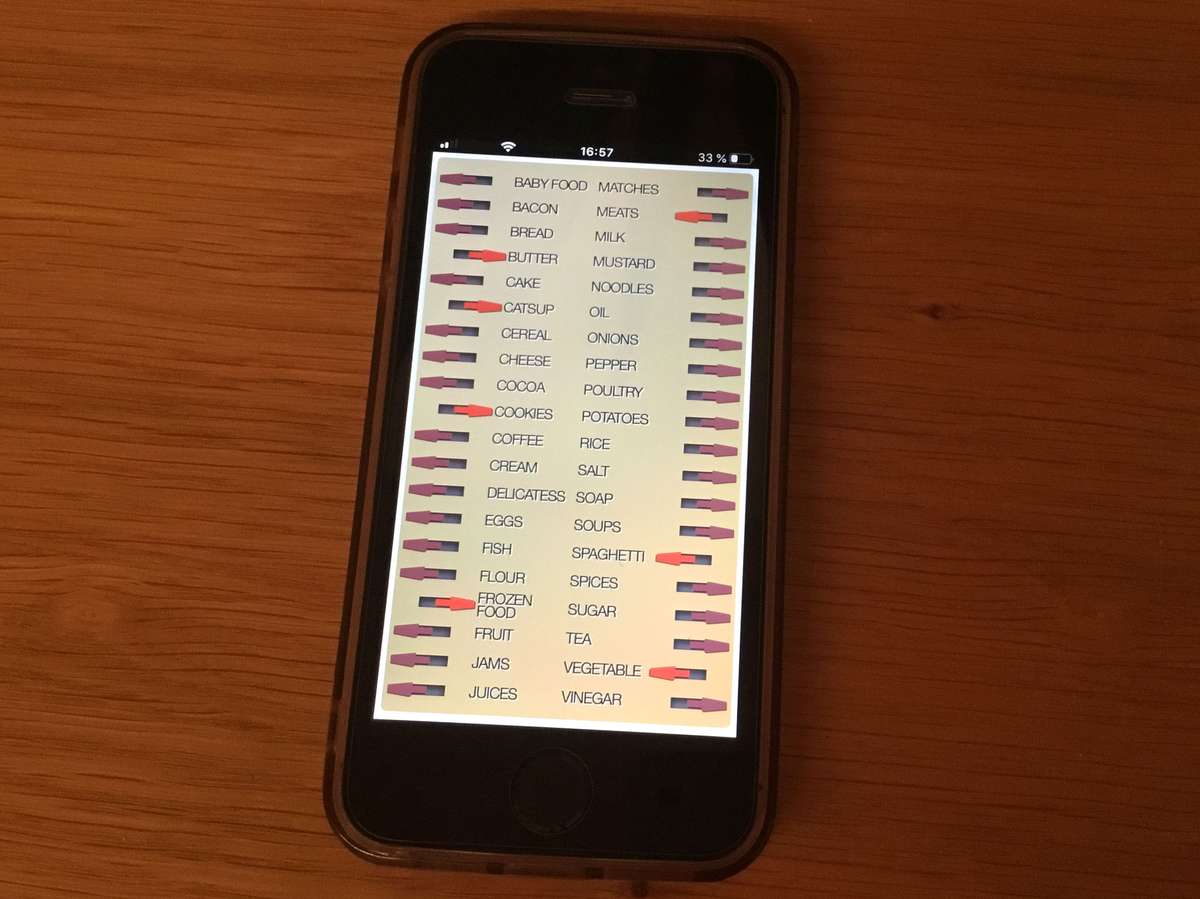 16:57
33 %
BABY FOOD MATCHES
BACON MEATS
BREAD MILK
BUTTER MUSTARD
CAKE NOODLES
CATSUP OIL
CEREAL ONIONS
CHEESE PEPPER
COCOA POULTRY
COOKIES POTATOES
COFFEE RICE
CREAM SALT
DELICATESS SOAP
EGGS SOUPS
FISH SPAGHETTI
FLOUR SPICES
FROZEN
FOOD SUGAR
FRUIT TEA
JAMS VEGETABLE
JUICES VINEGAR